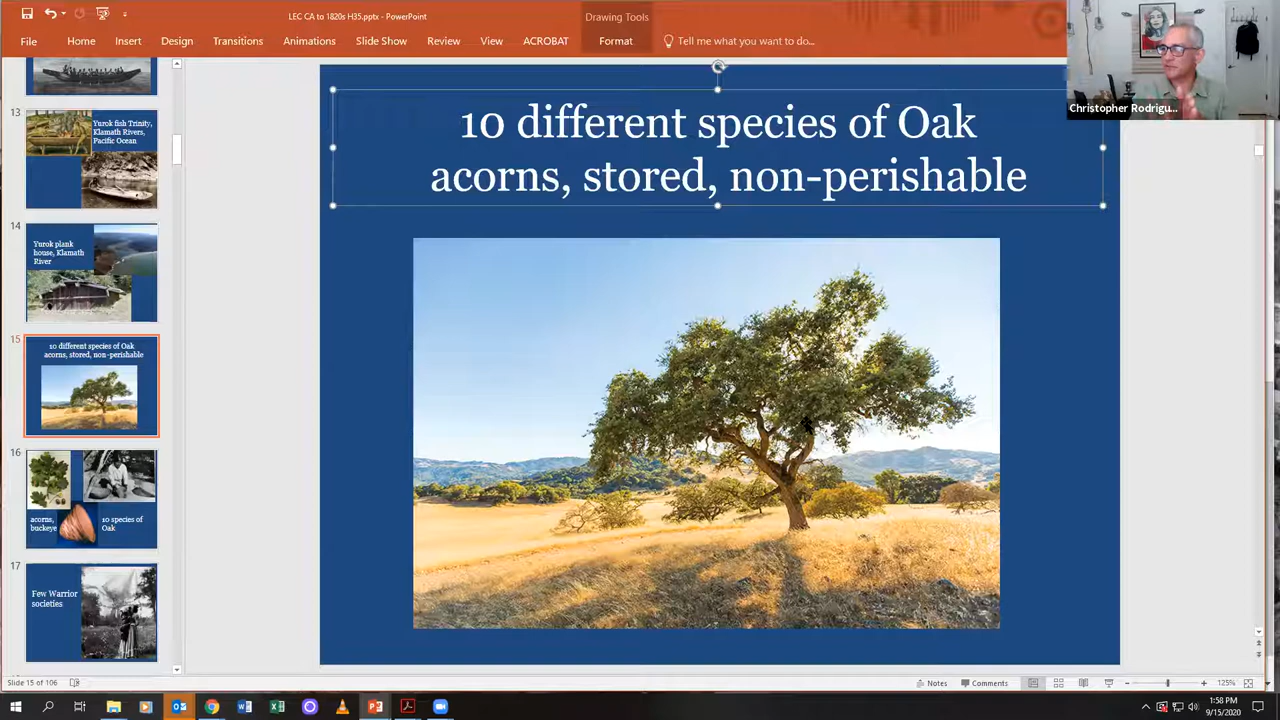 LEC CA to 1820s H35.pptx - PowerPoint
Drawing Tools
File Home Insert Design Transitions Animations Slide Show Review View ACROBAT Format Tell me what you want to do...
Christopher Rodrigu...
13
Yurok fish Trinity,
Klamath Rivers,
Pacific Ocean
14
Yurok plank
house, Klamath
River
15
10 different species of Oak
acorns, stored, non-perishable
16
acorns,
buckeye
10 species of
Oak
17
Few Warrior
societies
10 different species of Oak
acorns, stored, non-perishable
Slide 15 of 106
Notes
Comments
125%
1:58 PM
9/15/2020